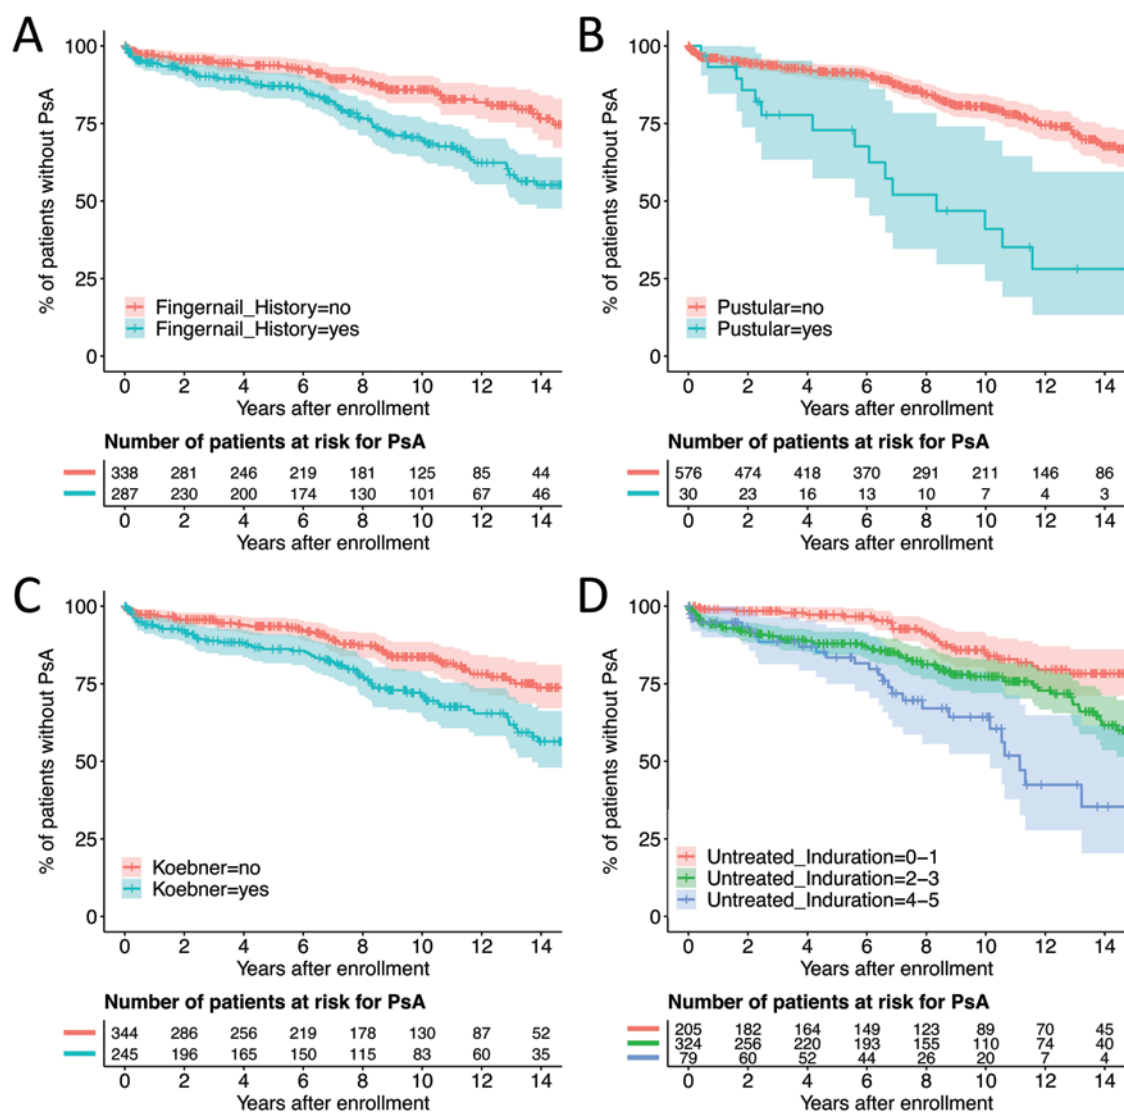 A
% of patients without PsA
100
75
50
25
0
Fingernail_History=no
Fingernail_History=yes
0 2 4 6 8 10 12 14
Years after enrollment
Number of patients at risk for PsA
338 281 246 219 181 125 85 44
287 230 200 174 130 101 67 46
0 2 4 6 8 10 12 14
Years after enrollment
B
% of patients without PsA
100
75
50
25
0
Pustular=no
Pustular=yes
0 2 4 6 8 10 12 14
Years after enrollment
Number of patients at risk for PsA
576 474 418 370 291 211 146 86
30 23 16 13 10 7 4 3
0 2 4 6 8 10 12 14
Years after enrollment
C
% of patients without PsA
100
75
50
25
0
Koebner=no
Koebner=yes
0 2 4 6 8 10 12 14
Years after enrollment
Number of patients at risk for PsA
344 286 256 219 178 130 87 52
245 196 165 150 115 83 60 35
0 2 4 6 8 10 12 14
Years after enrollment
D
% of patients without PsA
100
75
50
25
0
Untreated_Induration=0−1
Untreated_Induration=2−3
Untreated_Induration=4−5
0 2 4 6 8 10 12 14
Years after enrollment
Number of patients at risk for PsA
205 182 164 149 123 89 70 45
324 256 220 193 155 110 74 40
79 60 52 44 26 20 7 4
0 2 4 6 8 10 12 14
Years after enrollment